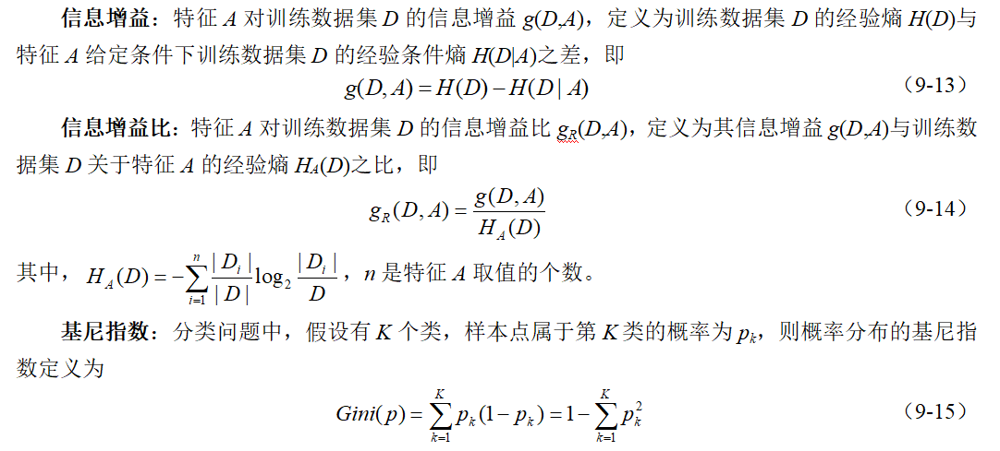 信息增益：特征 A 对训练数据集 D 的信息增益 g(D,A)，定义为训练数据集 D 的经验熵 H(D)与
特征 A 给定条件下训练数据集 D 的经验条件熵 H(D|A)之差，即
g(D, A) = H(D) − H(D | A) （9-13）
信息增益比：特征 A 对训练数据集 D 的信息增益比 g_R(D,A)，定义为其信息增益 g(D,A)与训练数
据集 D 关于特征 A 的经验熵 H_A(D)之比，即
g_R(D, A) = \frac{g(D, A)}{H_A(D)} （9-14）
其中，H_A(D) = −\sum_{i=1}^{n} \frac{|D_i|}{|D|} \log_2 \frac{|D_i|}{D}，n 是特征 A 取值的个数。
基尼指数：分类问题中，假设有 K 个类，样本点属于第 K 类的概率为 p_k，则概率分布的基尼指
数定义为
Gini(p) = \sum_{k=1}^{K} p_k(1 − p_k) = 1 − \sum_{k=1}^{K} p_k^2 （9-15）